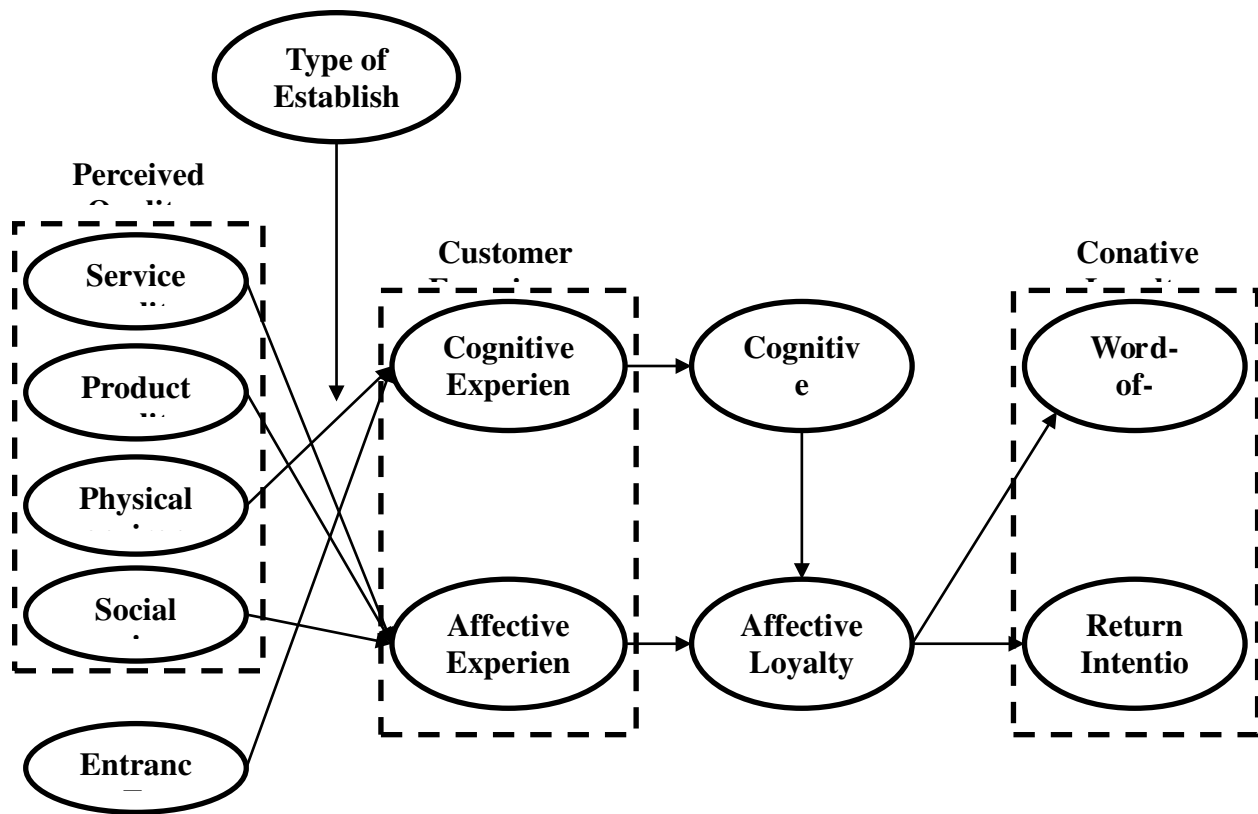 Type of
Establish
Perceived
Service
Product
Physical
Social
Entranc
Customer
Cognitive
Experien
Affective
Experien
Cognitiv
e
Affective
Loyalty
Conative
Word-
of-
Return
Intentio